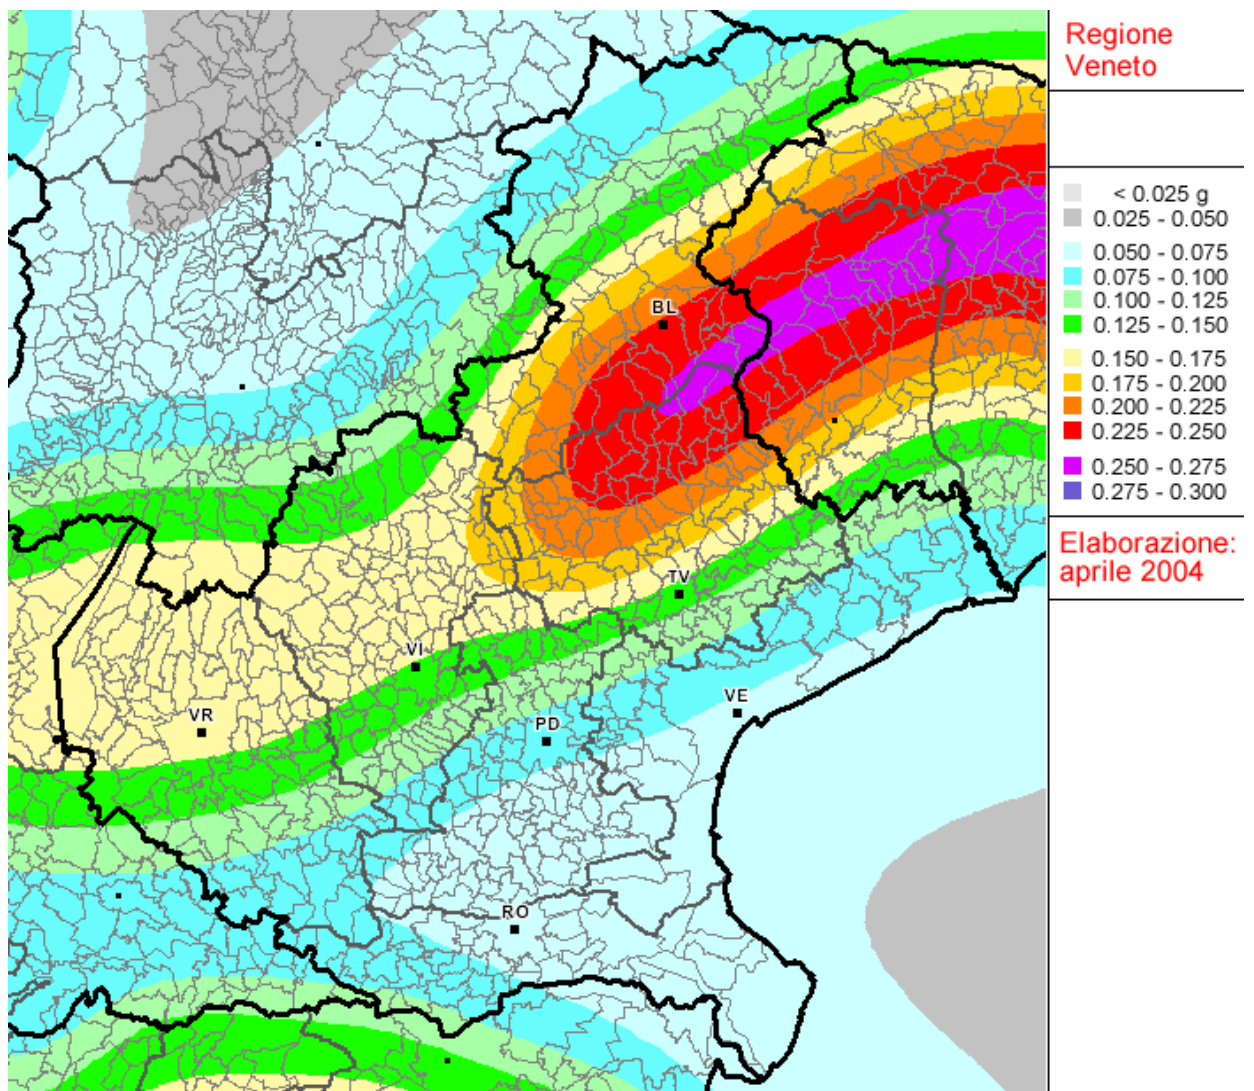 Regione
Veneto
< 0.025 g
0.025 - 0.050
0.050 - 0.075
0.075 - 0.100
0.100 - 0.125
0.125 - 0.150
0.150 - 0.175
0.175 - 0.200
0.200 - 0.225
0.225 - 0.250
0.250 - 0.275
0.275 - 0.300
Elaborazione:
aprile 2004
BL
TV
VI
VE
VR
PD
RO